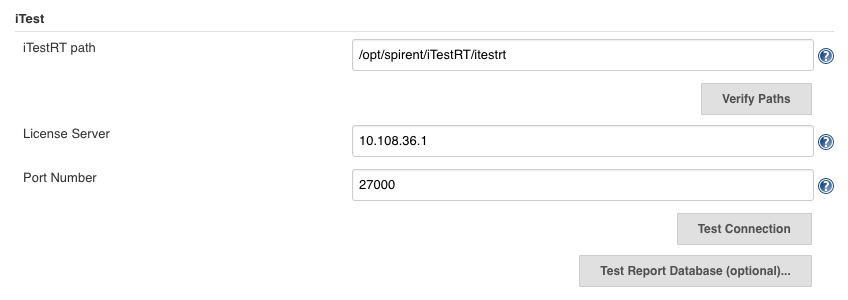 iTest
iTestRT path
/opt/spirent/iTestRT/itestrt
Verify Paths
License Server
10.108.36.1
Port Number
27000
Test Connection
Test Report Database (optional)...